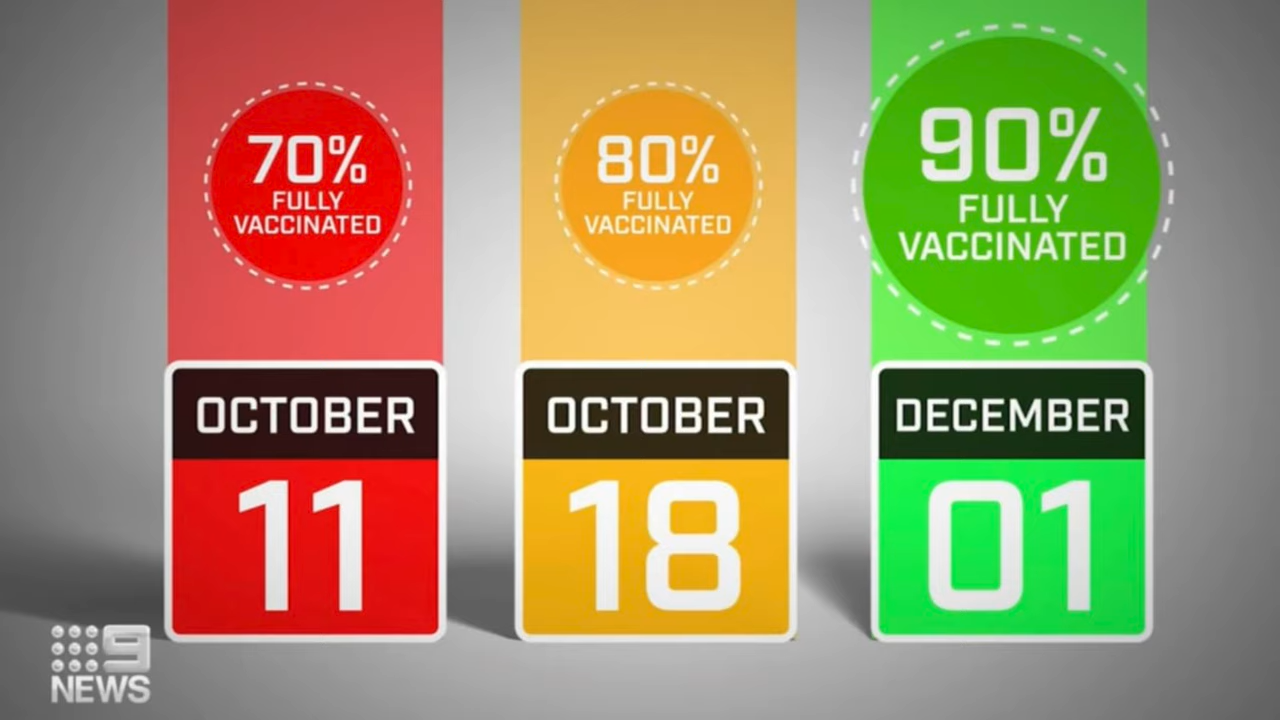 70%
FULLY
VACCINATED
80%
FULLY
VACCINATED
90%
FULLY
VACCINATED
OCTOBER
11
OCTOBER
18
DECEMBER
01
9
NEWS